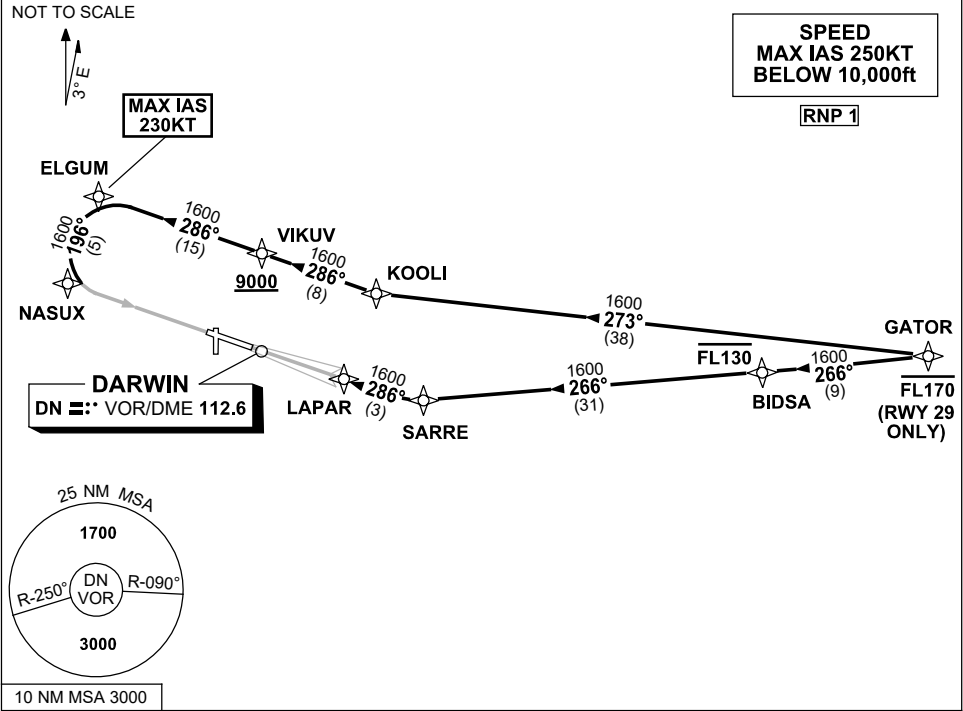 NOT TO SCALE
3° E
SPEED
MAX IAS 250KT
BELOW 10,000ft
RNP 1
MAX IAS
230KT
ELGUM
1600
286°
(15)
VIKUV
9000
1600
286°
(8)
KOOLI
1600
196°
(5)
NASUX
1600
273°
(38)
GATOR
FL170
(RWY 29
ONLY)
FL130
1600
266°
(9)
BIDSA
1600
266°
(31)
SARRE
1600
286°
(3)
LAPAR
DARWIN
DN VOR/DME 112.6
25 NM MSA
1700
DN
VOR
R-250°
R-090°
3000
10 NM MSA 3000